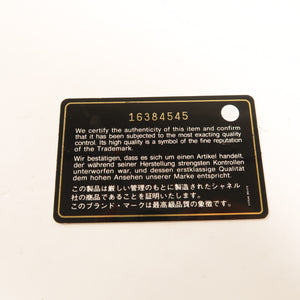 16384545
We certify the authenticity of this item and confirm
that it has been subjected to the most exacting quality
control. Its high quality is a symbol of the fine reputation
of the Trademark.
Wir bestätigen, dass es sich um einen Artikel handelt,
der während seiner Herstellung strengsten Kontrollen
unterworfen war, und dessen erstklassige Qualität
dem hohen Ansehen unserer Marke entspricht.
この製品は厳しい管理のもとに製造されたシャネル
社の商品であることを証明いたします。
このブランド・マークは最高級品質の象徴です。